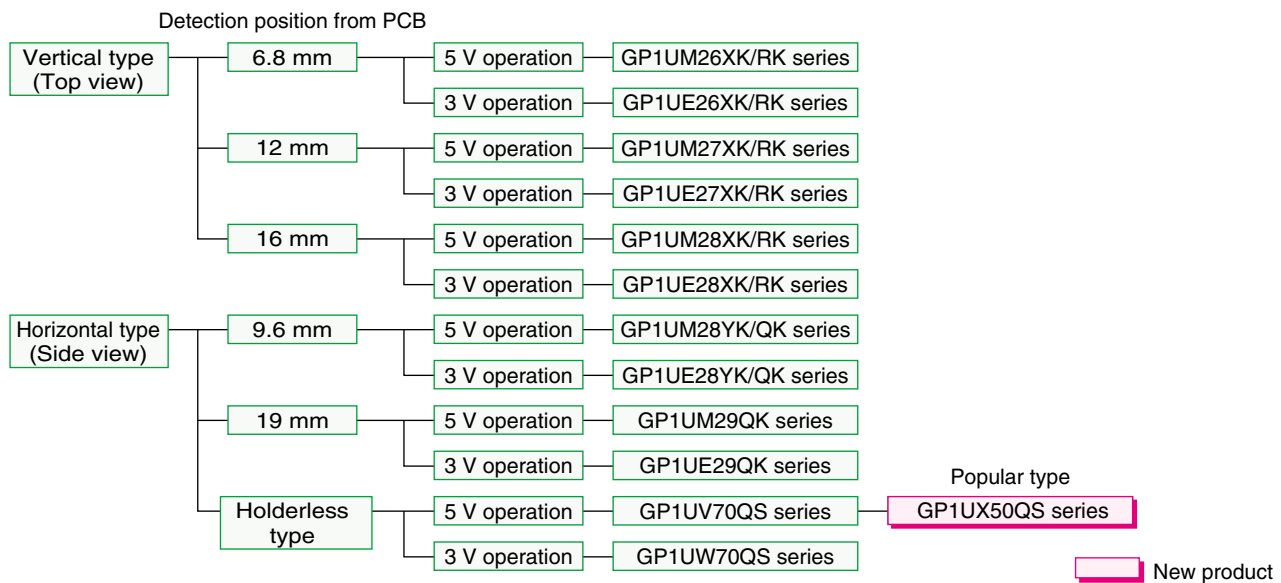 Detection position from PCB
Vertical type
(Top view)
6.8 mm
5 V operation
GP1UM26XK/RK series
3 V operation
GP1UE26XK/RK series
12 mm
5 V operation
GP1UM27XK/RK series
3 V operation
GP1UE27XK/RK series
16 mm
5 V operation
GP1UM28XK/RK series
3 V operation
GP1UE28XK/RK series
Horizontal type
(Side view)
9.6 mm
5 V operation
GP1UM28YK/QK series
3 V operation
GP1UE28YK/QK series
19 mm
5 V operation
GP1UM29QK series
3 V operation
GP1UE29QK series
Holderless
type
5 V operation
GP1UV70QS series
Popular type
GP1UX50QS series
3 V operation
GP1UW70QS series
New product